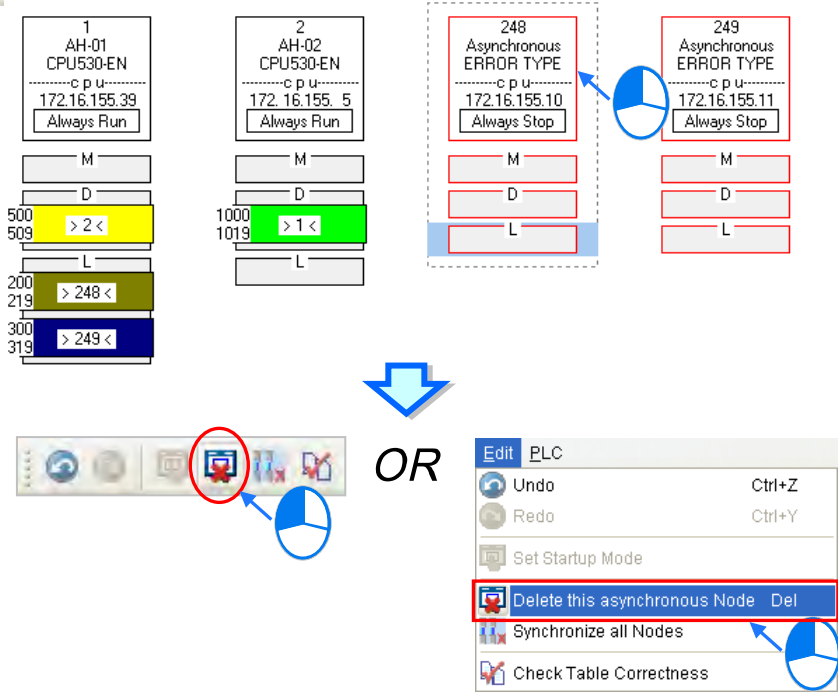 1
AH-01
CPU530-EN
c p u
172.16.155.39
Always Run
M
D
500
509
> 2 <
L
200
219
> 248 <
300
319
> 249 <
2
AH-02
CPU530-EN
c p u
172. 16.155. 5
Always Run
M
D
1000
1019
> 1 <
L
248
Asynchronous
ERROR TYPE
c p u
172.16.155.10
Always Stop
M
D
L
249
Asynchronous
ERROR TYPE
c p u
172.16.155.11
Always Stop
M
D
L
OR
Edit PLC
Undo Ctrl+Z
Redo Ctrl+Y
Set Startup Mode
Delete this asynchronous Node Del
Synchronize all Nodes
Check Table Correctness